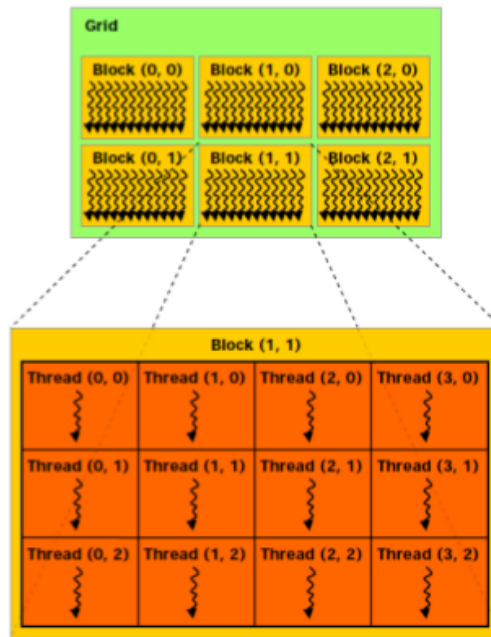 Grid
Block (0, 0) Block (1, 0) Block (2, 0)
Block (0, 1) Block (1, 1) Block (2, 1)
Block (1, 1)
Thread (0, 0) Thread (1, 0) Thread (2, 0) Thread (3, 0)
Thread (0, 1) Thread (1, 1) Thread (2, 1) Thread (3, 1)
Thread (0, 2) Thread (1, 2) Thread (2, 2) Thread (3, 2)